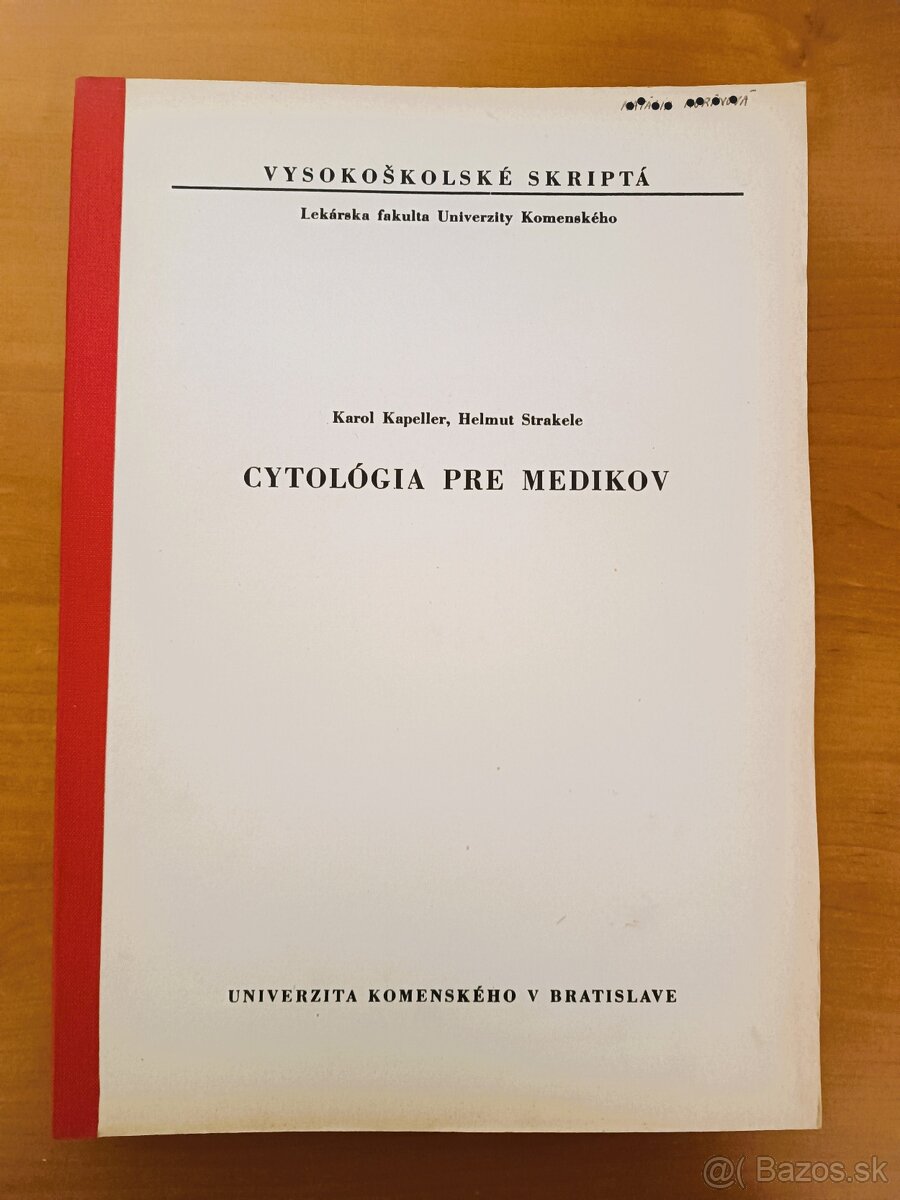 VYSOKOŠKOLSKÉ SKRIPTÁ
Lekárska fakulta Univerzity Komenského
Karol Kapeller, Helmut Strakele
CYTOLÓGIA PRE MEDIKOV
UNIVERZITA KOMENSKÉHO V BRATISLAVE
@( Bazos.sk